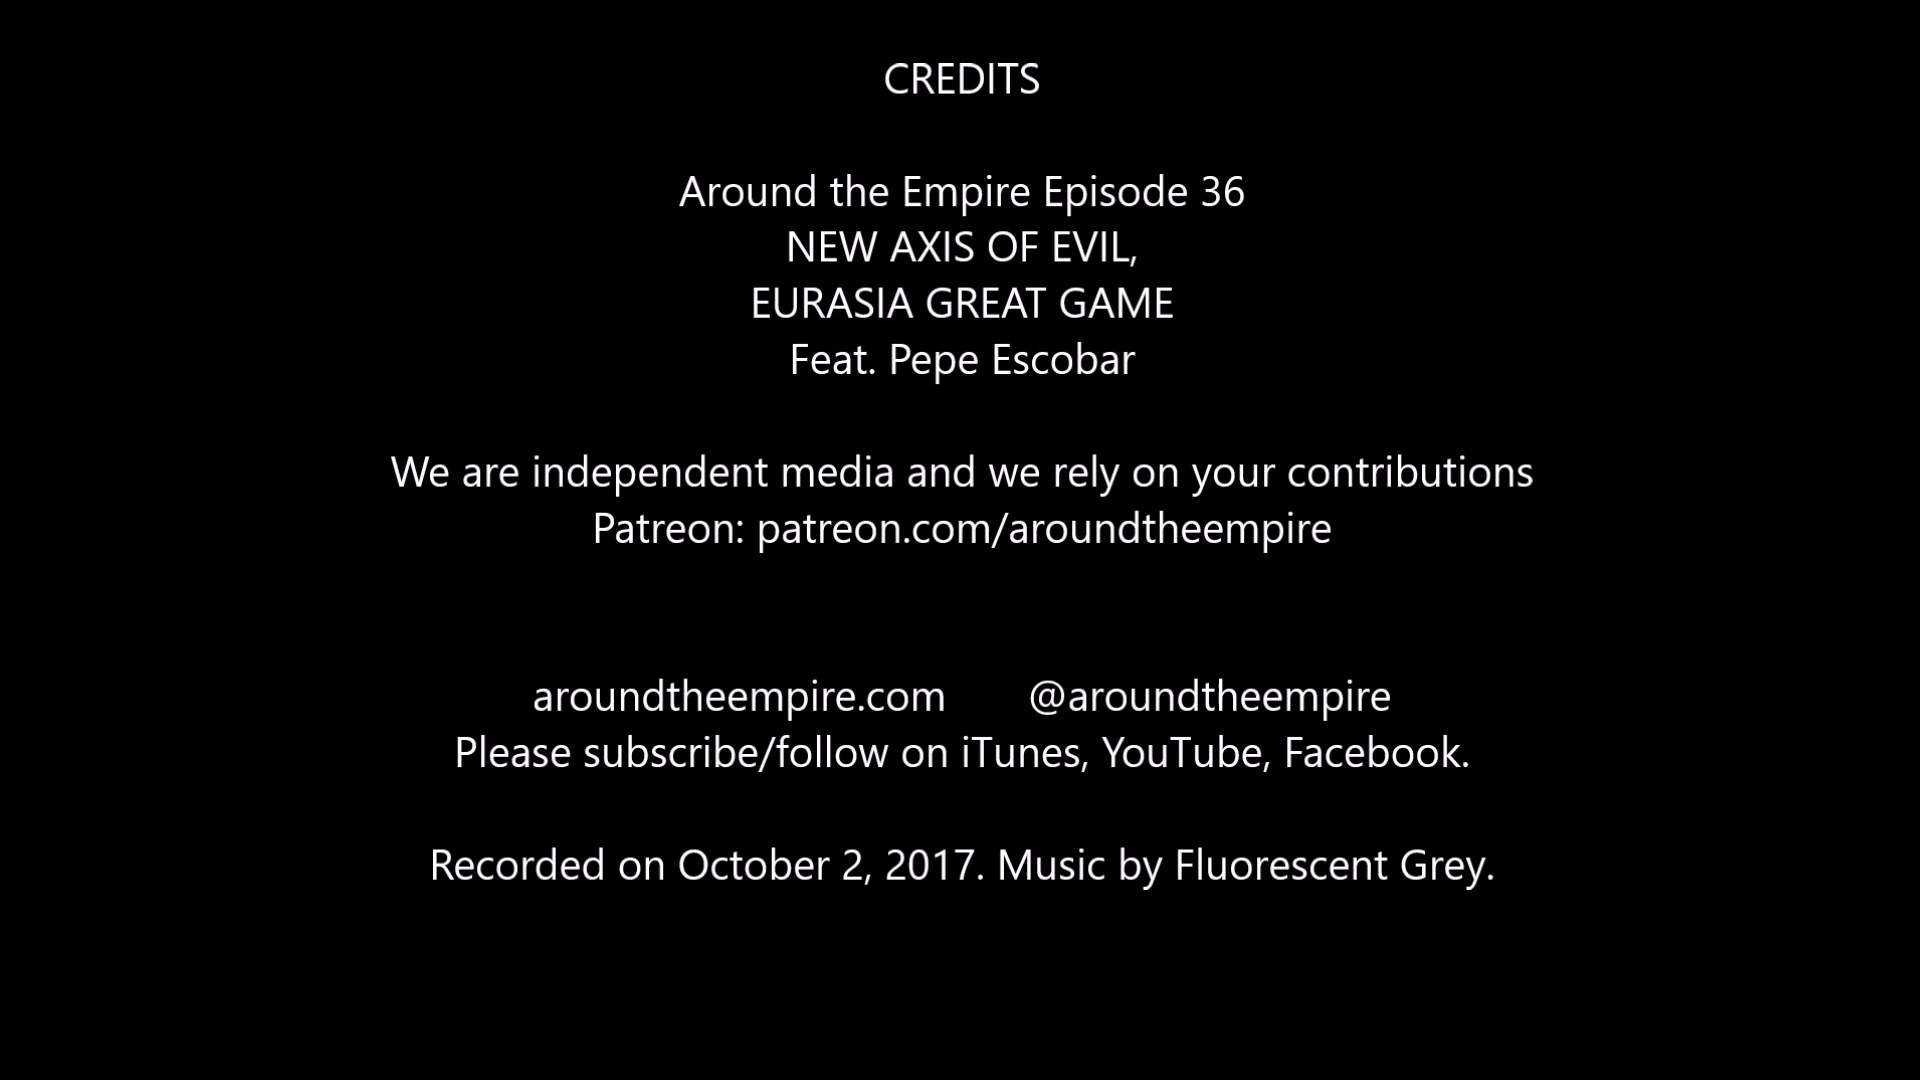 CREDITS
Around the Empire Episode 36
NEW AXIS OF EVIL,
EURASIA GREAT GAME
Feat. Pepe Escobar
We are independent media and we rely on your contributions
Patreon: patreon.com/aroundtheempire
aroundtheempire.com @aroundtheempire
Please subscribe/follow on iTunes, YouTube, Facebook.
Recorded on October 2, 2017. Music by Fluorescent Grey.